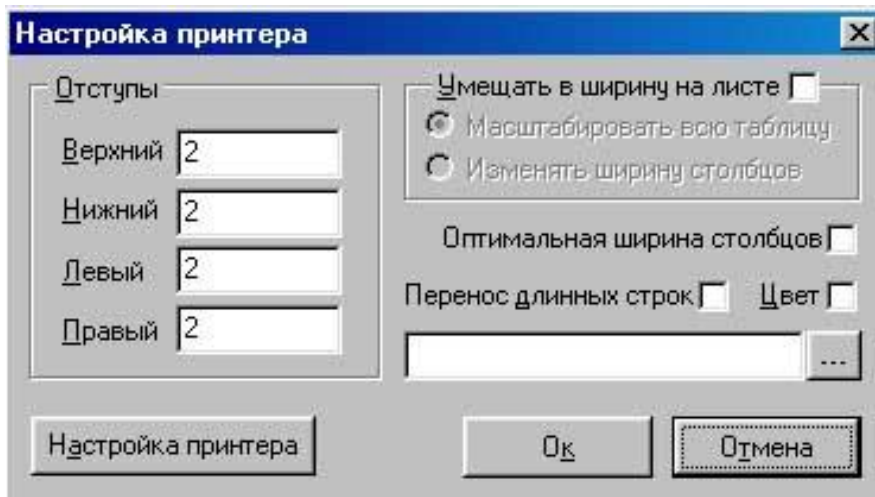 Настройка принтера
Отступы
Верхний 2
Нижний 2
Левый 2
Правый 2
Умещать в ширину на листе
Масштабировать всю таблицу
Изменять ширину столбцов
Оптимальная ширина столбцов
Перенос длинных строк Цвет
...
Настройка принтера Ок Отмена